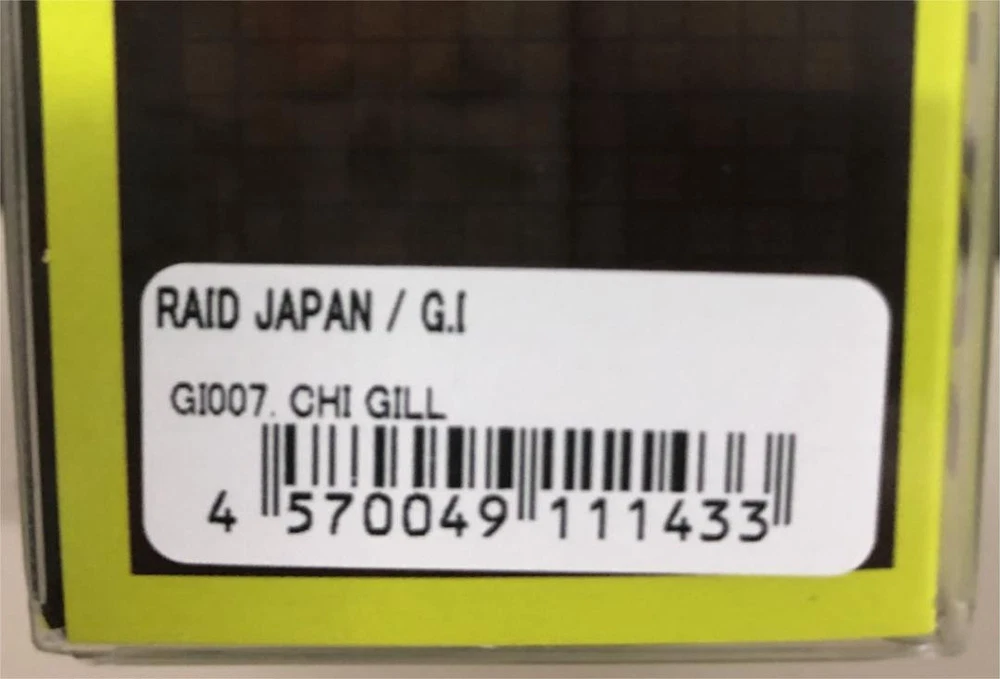 RAID JAPAN / G.I
GI007. CHI GILL
4 570049 111433